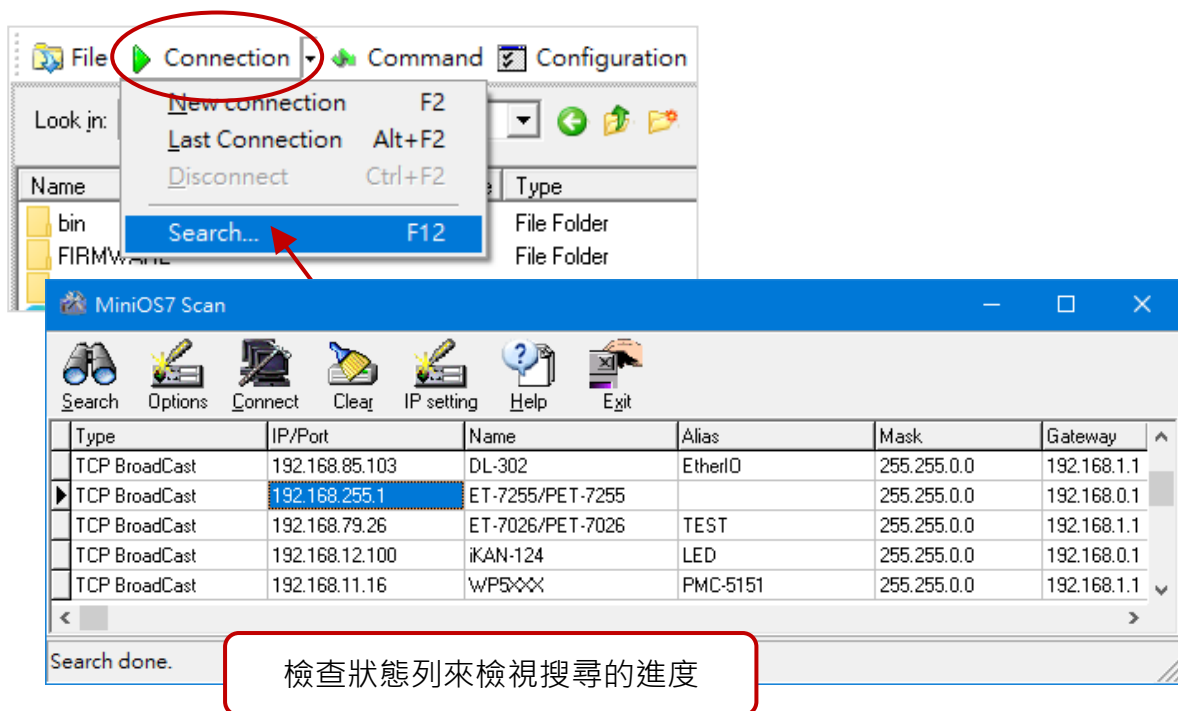 File Connection Command Configuration
New connection F2
Look in:
Last Connection Alt+F2
Disconnect Ctrl+F2
Name Type
bin File Folder
Search... F12
File Folder
MiniOS7 Scan
Search Options Connect Clear IP setting Help Exit
Type IP/Port Name Alias Mask Gateway
TCP BroadCast 192.168.85.103 DL-302 EtherIO 255.255.0.0 192.168.1.1
TCP BroadCast 192.168.255.1 ET-7255/PET-7255 255.255.0.0 192.168.0.1
TCP BroadCast 192.168.79.26 ET-7026/PET-7026 TEST 255.255.0.0 192.168.1.1
TCP BroadCast 192.168.12.100 iKAN-124 LED 255.255.0.0 192.168.0.1
TCP BroadCast 192.168.11.16 WP5XXX PMC-5151 255.255.0.0 192.168.1.1
Search done.
檢查狀態列來檢視搜尋的進度